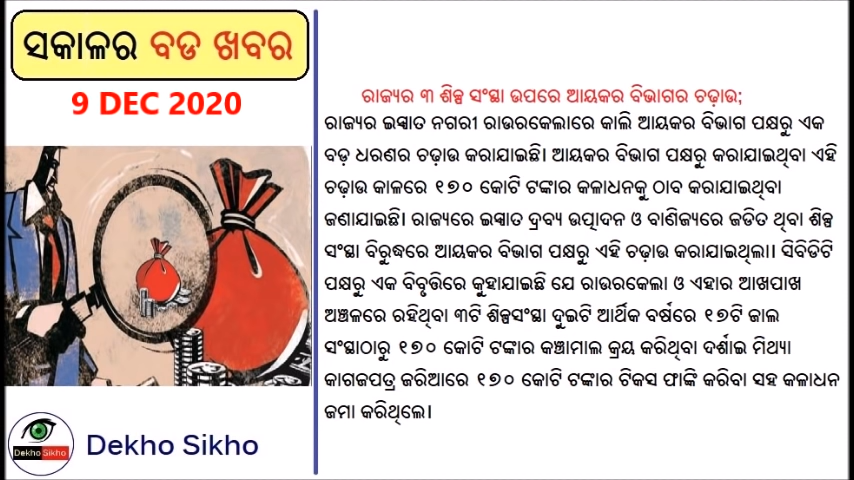 ସକାଳର ବଡ ଖବର
9 DEC 2020
ରାଜ୍ୟର ୩ ଶିଳ୍ପ ସଂସ୍ଥା ଉପରେ ଆୟକର ବିଭାଗର ଚଢ଼ାଉ;
ରାଜ୍ୟର ଇସ୍ପାତ ନଗରୀ ରାଉରକେଲାରେ କାଲି ଆୟକର ବିଭାଗ ପକ୍ଷରୁ ଏକ
ବଡ଼ ଧରଣର ଚଢ଼ାଉ କରାଯାଇଛି। ଆୟକର ବିଭାଗ ପକ୍ଷରୁ କରାଯାଇଥିବା ଏହି
ଚଢ଼ାଉ କାଳରେ ୧୭୦ କୋଟି ଟଙ୍କାର କଳାଧନକୁ ଠାବ କରାଯାଇଥିବା
ଜଣାଯାଇଛି। ରାଜ୍ୟରେ ଇସ୍ପାତ ଦ୍ରବ୍ୟ ଉତ୍ପାଦନ ଓ ବାଣିଜ୍ୟରେ ଜଡିତ ଥିବା ଶିଳ୍ପ
ସଂସ୍ଥା ବିରୁଦ୍ଧରେ ଆୟକର ବିଭାଗ ପକ୍ଷରୁ ଏହି ଚଢ଼ାଉ କରାଯାଇଥିଲା। ସିବିଡିଟି
ପକ୍ଷରୁ ଏକ ବିବୃତ୍ତିରେ କୁହାଯାଇଛି ଯେ ରାଉରକେଲା ଓ ଏହାର ଆଖପାଖ
ଅଞ୍ଚଳରେ ରହିଥିବା ୩ଟି ଶିଳ୍ପସଂସ୍ଥା ଦୁଇଟି ଆର୍ଥିକ ବର୍ଷରେ ୧୭ଟି ଜାଲ
ସଂସ୍ଥାଠାରୁ ୧୭୦ କୋଟି ଟଙ୍କାର କଞ୍ଚାମାଲ କ୍ରୟ କରିଥିବା ଦର୍ଶାଇ ମିଥ୍ୟା
କାଗଜପତ୍ର ଜରିଆରେ ୧୭୦ କୋଟି ଟଙ୍କାର ଟିକସ ଫାଙ୍କି କରିବା ସହ କଳାଧନ
ଜମା କରିଥିଲେ।
Dekho Sikho
Dekho Sikho